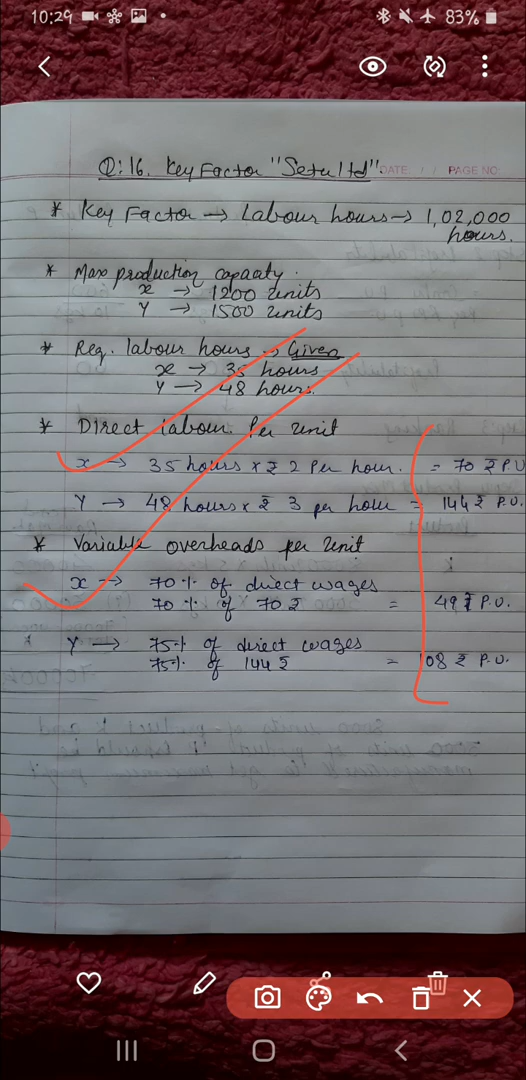 10:29
83%
Q:16. Key Factor "Setu ltd".
DATE: / / PAGE NO:
* Key Factor → Labour hours → 1,02,000
hours.
* Max production capacity.
x → 1200 units
Y → 1500 units
* Req. labour hours → Given
x → 35 hours
Y → 48 hours.
* Direct labour Per unit
x → 35 hours x ₹ 2 Per hour. = 70 ₹ P.U
Y → 48 hours x ₹ 3 per hour = 144 ₹ P.U.
* Variable overheads per unit
x → 70 % of direct wages
70 % of 70 ₹ = 49 ₹ P.U.
Y → 75% of direct wages
75% of 144 ₹ = 108 ₹ P.U.